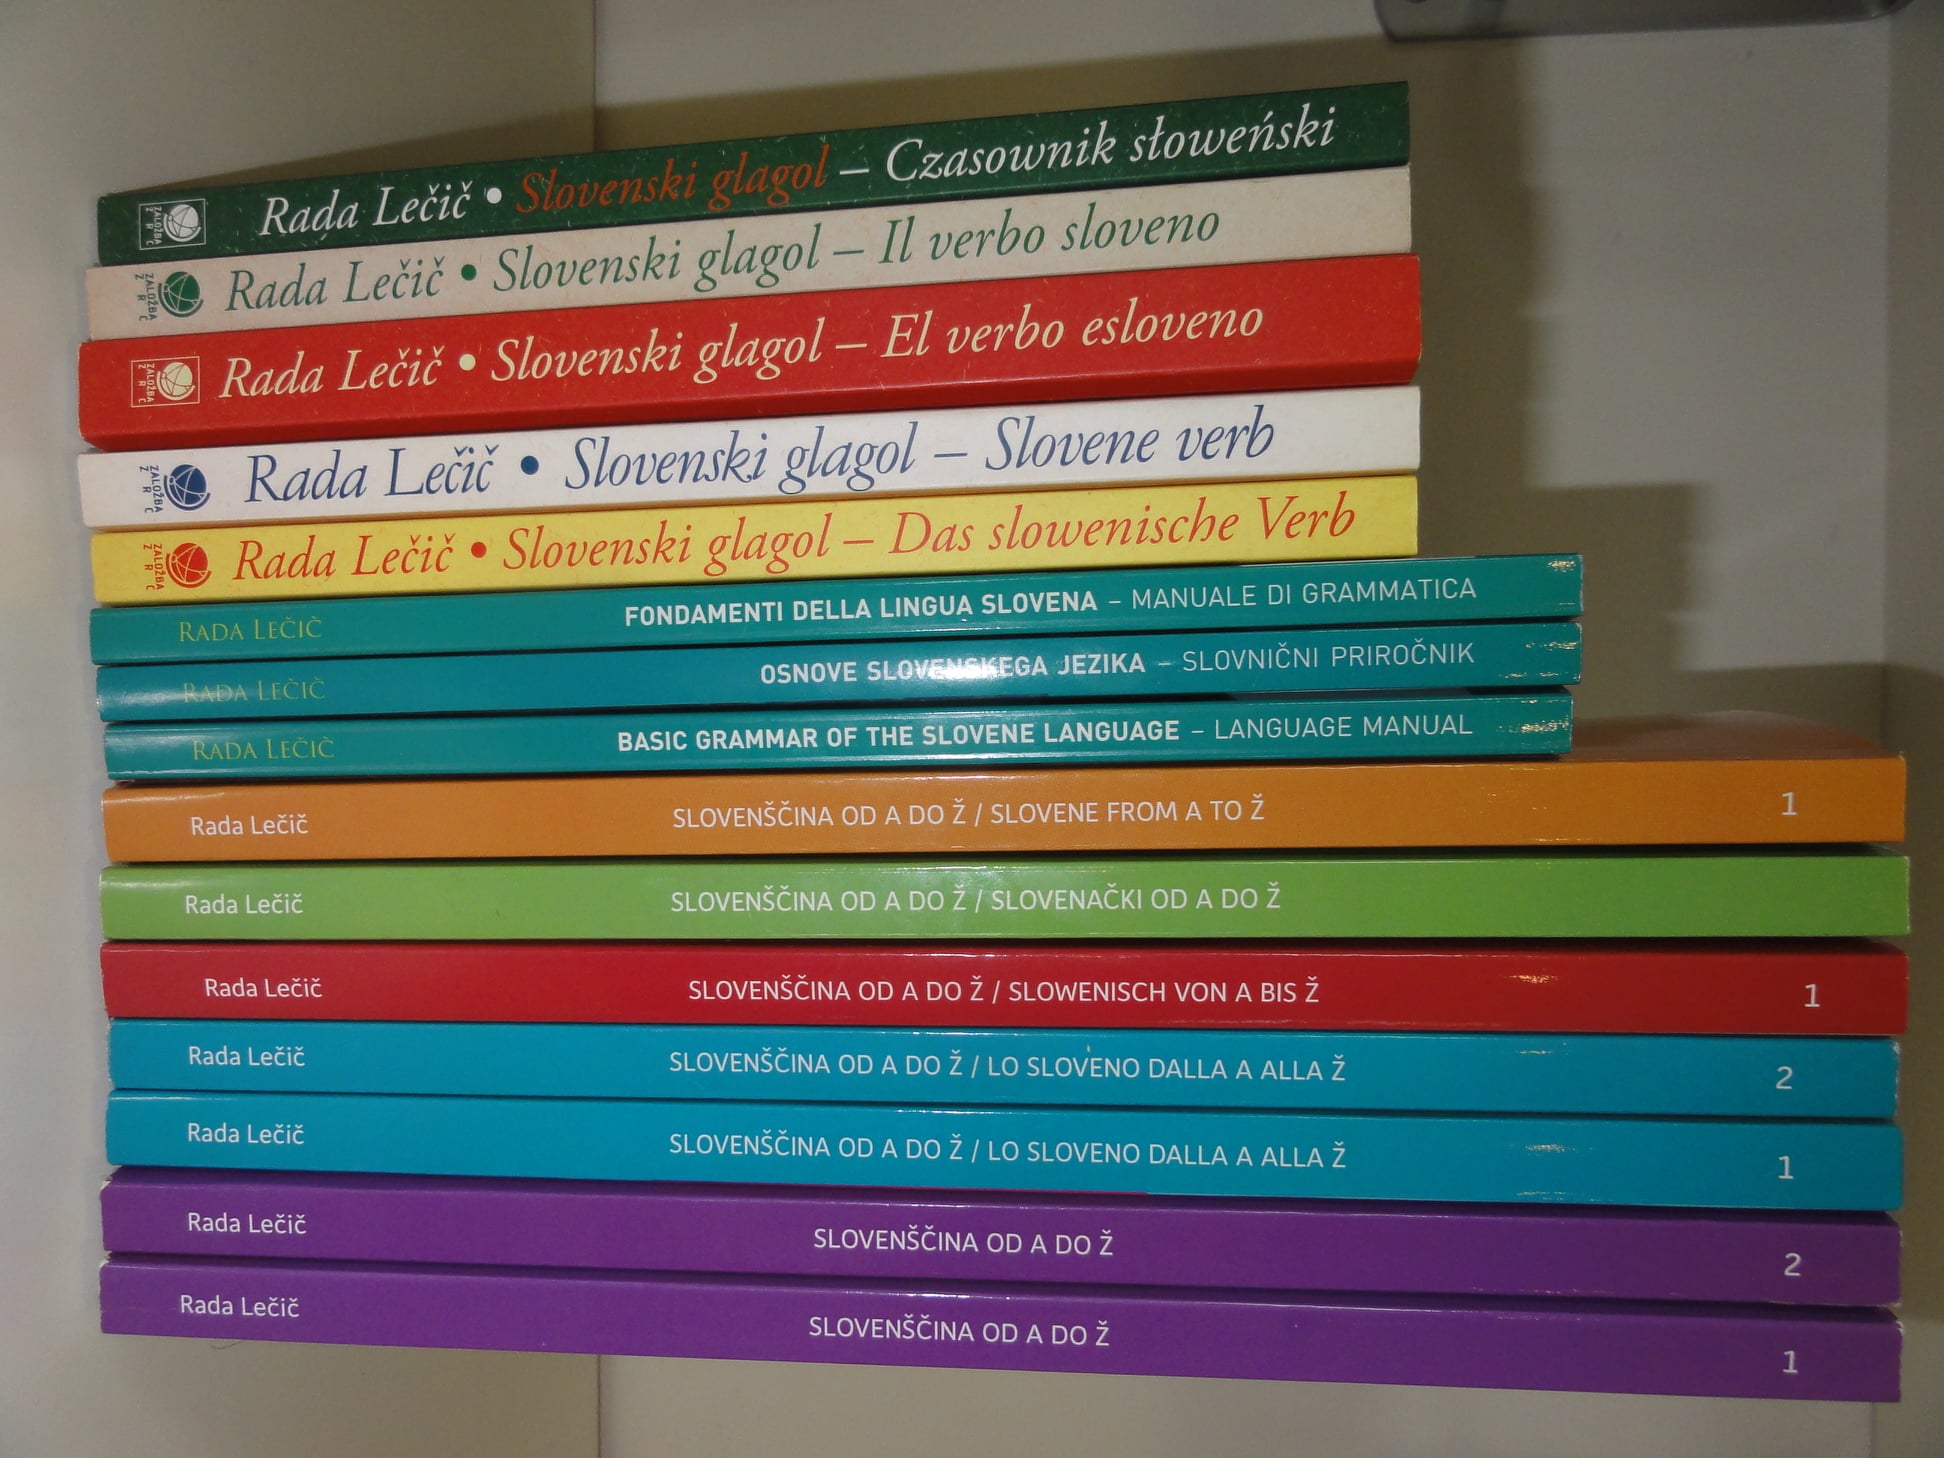 Rada Lečič • Slovenski glagol – Czasownik słoweński
ZALOŽBA
Z R C
Rada Lečič • Slovenski glagol – Il verbo sloveno
ZALOŽBA
Z R C
Rada Lečič • Slovenski glagol – El verbo esloveno
ZALOŽBA
Z R C
Rada Lečič • Slovenski glagol – Slovene verb
ZALOŽBA
Z R C
Rada Lečič • Slovenski glagol – Das slowenische Verb
ZALOŽBA
Z R C
RADA LEČIČ FONDAMENTI DELLA LINGUA SLOVENA – MANUALE DI GRAMMATICA
RADA LEČIČ OSNOVE SLOVENSKEGA JEZIKA – SLOVNIČNI PRIROČNIK
RADA LEČIČ BASIC GRAMMAR OF THE SLOVENE LANGUAGE – LANGUAGE MANUAL
Rada Lečič SLOVENŠČINA OD A DO Ž / SLOVENE FROM A TO Ž 1
Rada Lečič SLOVENŠČINA OD A DO Ž / SLOVENAČKI OD A DO Ž
Rada Lečič SLOVENŠČINA OD A DO Ž / SLOWENISCH VON A BIS Ž 1
Rada Lečič SLOVENŠČINA OD A DO Ž / LO SLOVENO DALLA A ALLA Ž 2
Rada Lečič SLOVENŠČINA OD A DO Ž / LO SLOVENO DALLA A ALLA Ž 1
Rada Lečič SLOVENŠČINA OD A DO Ž 2
Rada Lečič SLOVENŠČINA OD A DO Ž 1